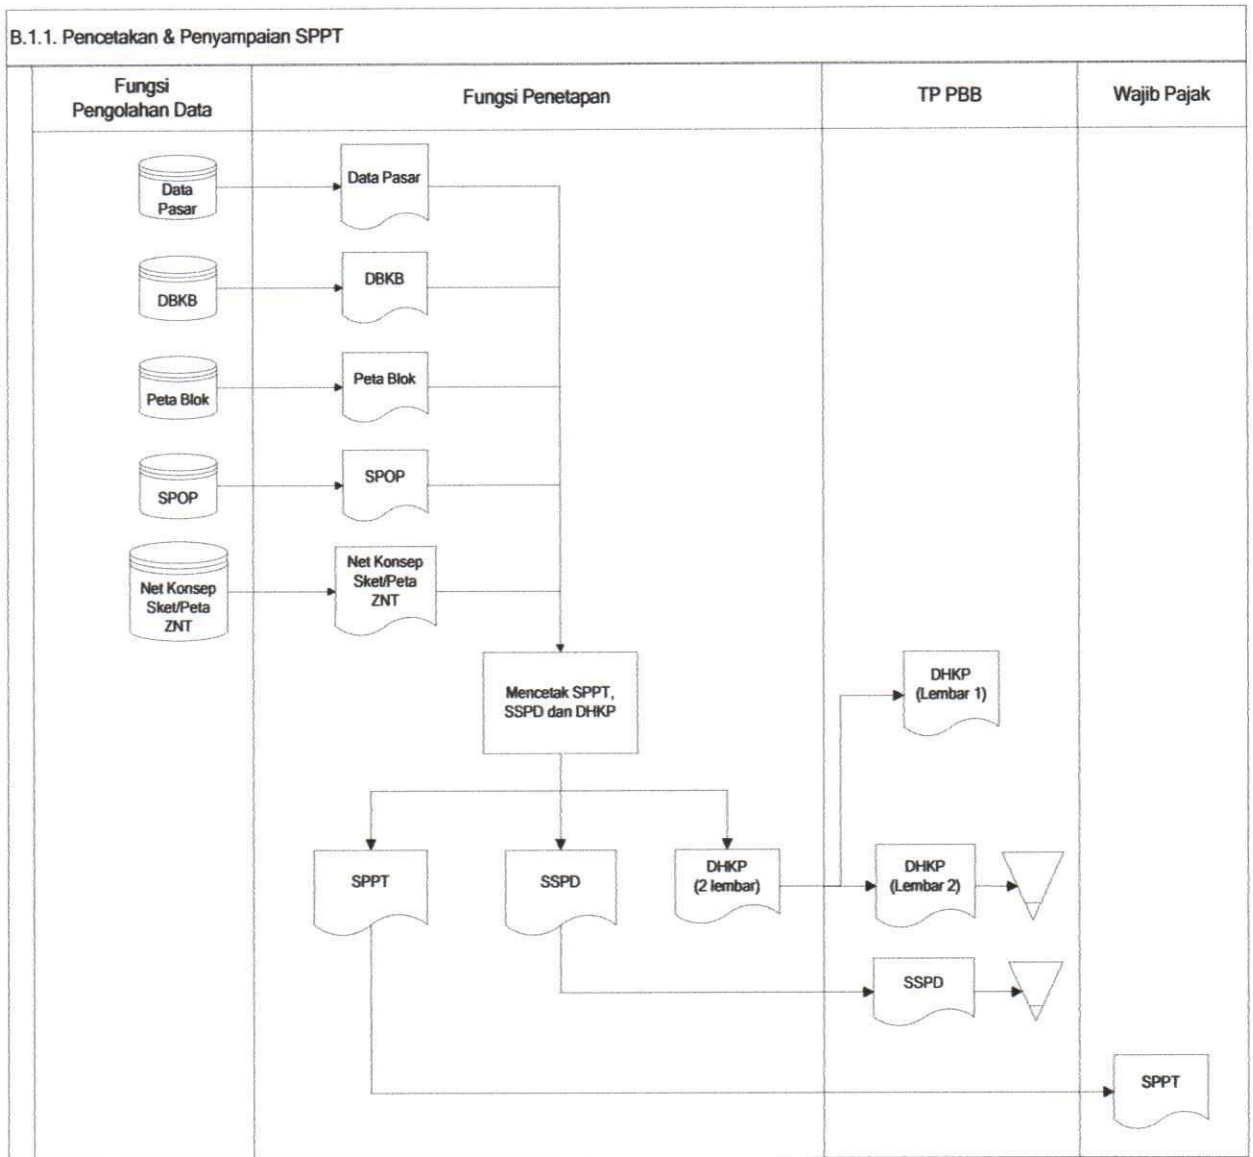 B.1.1. Pencetakan & Penyampaian SPPT
Fungsi
Pengolahan Data
Fungsi Penetapan
TP PBB
Wajib Pajak
Data
Pasar
Data Pasar
DBKB
DBKB
Peta Blok
Peta Blok
SPOP
SPOP
Net Konsep
Sket/Peta
ZNT
Net Konsep
Sket/Peta
ZNT
Mencetak SPPT,
SSPD dan DHKP
DHKP
(Lembar 1)
SPPT
SSPD
DHKP
(2 lembar)
DHKP
(Lembar 2)
SSPD
SPPT